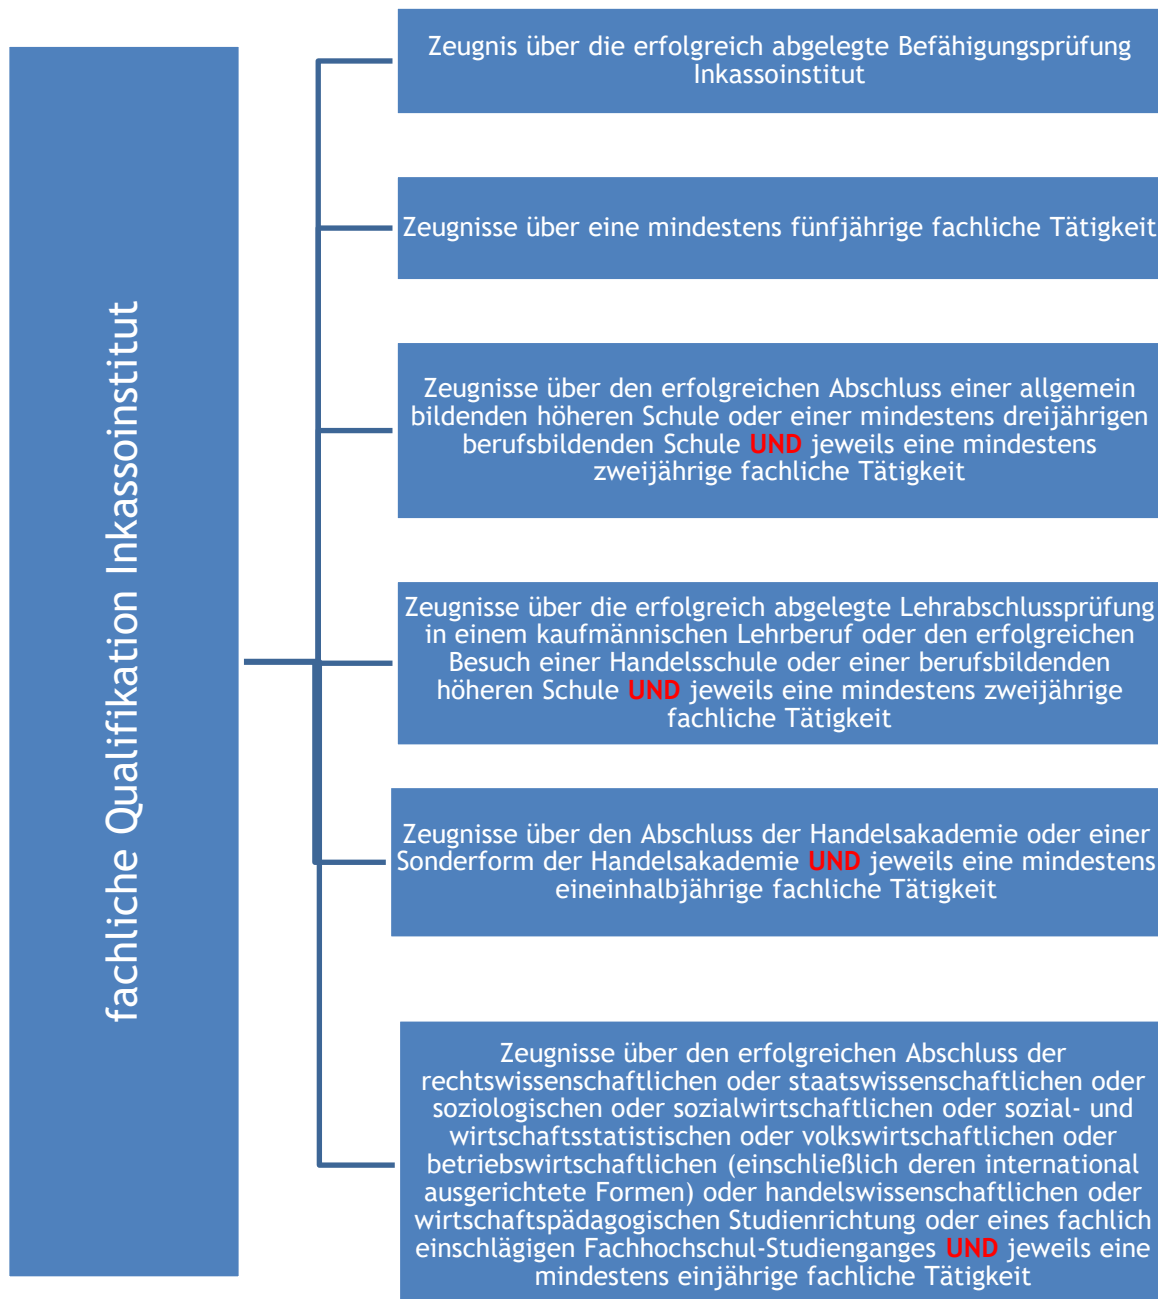 fachliche Qualifikation Inkassoinstitut
Zeugnis über die erfolgreich abgelegte Befähigungsprüfung
Inkassoinstitut
Zeugnisse über eine mindestens fünfjährige fachliche Tätigkeit
Zeugnisse über den erfolgreichen Abschluss einer allgemein
bildenden höheren Schule oder einer mindestens dreijährigen
berufsbildenden Schule UND jeweils eine mindestens
zweijährige fachliche Tätigkeit
Zeugnisse über die erfolgreich abgelegte Lehrabschlussprüfung
in einem kaufmännischen Lehrberuf oder den erfolgreichen
Besuch einer Handelsschule oder einer berufsbildenden
höheren Schule UND jeweils eine mindestens zweijährige
fachliche Tätigkeit
Zeugnisse über den Abschluss der Handelsakademie oder einer
Sonderform der Handelsakademie UND jeweils eine mindestens
eineinhalbjährige fachliche Tätigkeit
Zeugnisse über den erfolgreichen Abschluss der
rechtswissenschaftlichen oder staatswissenschaftlichen oder
soziologischen oder sozialwirtschaftlichen oder sozial- und
wirtschaftsstatistischen oder volkswirtschaftlichen oder
betriebswirtschaftlichen (einschließlich deren international
ausgerichtete Formen) oder handelswissenschaftlichen oder
wirtschaftspädagogischen Studienrichtung oder eines fachlich
einschlägigen Fachhochschul-Studienganges UND jeweils eine
mindestens einjährige fachliche Tätigkeit